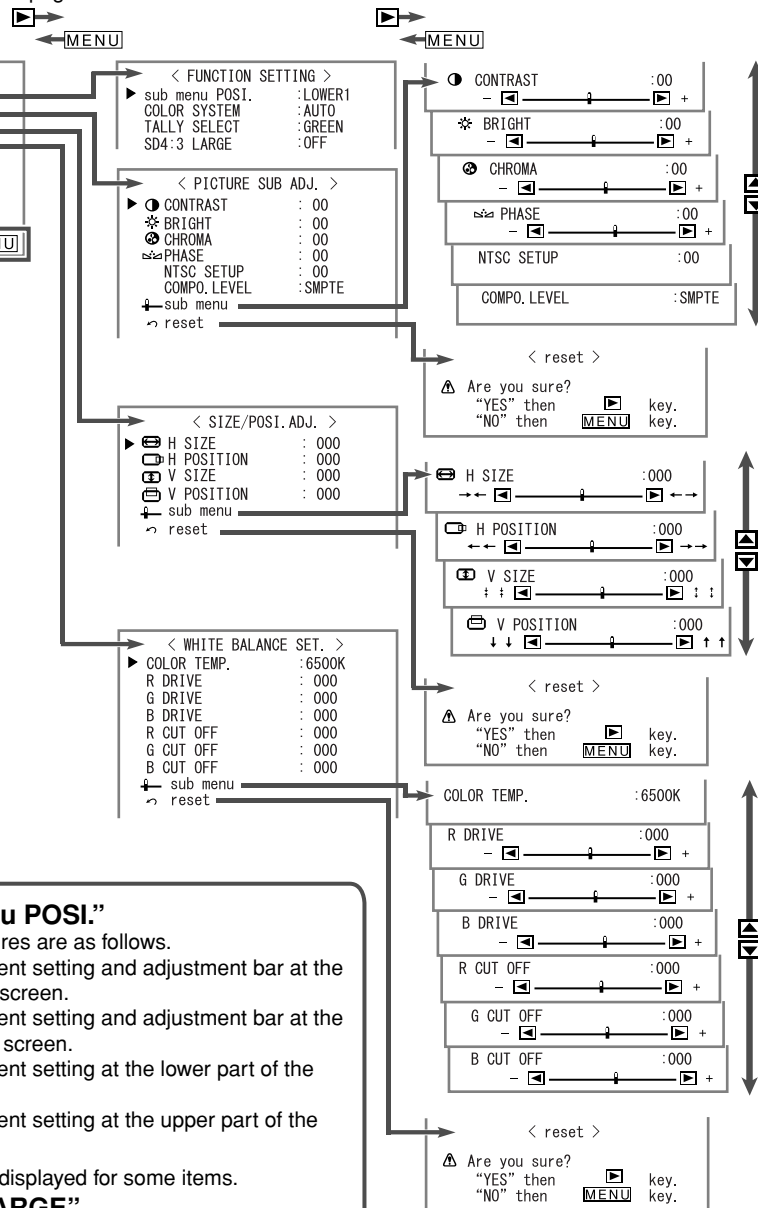 MENU
MENU
< FUNCTION SETTING >
sub menu POSI. :LOWER1
COLOR SYSTEM :AUTO
TALLY SELECT :GREEN
SD4:3 LARGE :OFF
< PICTURE SUB ADJ. >
CONTRAST : 00
BRIGHT : 00
CHROMA : 00
PHASE : 00
NTSC SETUP : 00
COMPO.LEVEL :SMPTE
sub menu
reset
CONTRAST :00
- +
BRIGHT :00
- +
CHROMA :00
- +
PHASE :00
- +
NTSC SETUP :00
COMPO.LEVEL :SMPTE
< reset >
Are you sure?
“YES” then key.
“NO” then MENU key.
< SIZE/POSI.ADJ. >
H SIZE : 000
H POSITION : 000
V SIZE : 000
V POSITION : 000
sub menu
reset
H SIZE :000
→← ←→
H POSITION :000
←← →→
V SIZE :000
V POSITION :000
↓↓ ↑↑
< reset >
Are you sure?
“YES” then key.
“NO” then MENU key.
< WHITE BALANCE SET. >
COLOR TEMP. :6500K
R DRIVE : 000
G DRIVE : 000
B DRIVE : 000
R CUT OFF : 000
G CUT OFF : 000
B CUT OFF : 000
sub menu
reset
COLOR TEMP. :6500K
R DRIVE :000
- +
G DRIVE :000
- +
B DRIVE :000
- +
R CUT OFF :000
- +
G CUT OFF :000
- +
B CUT OFF :000
- +
< reset >
Are you sure?
“YES” then key.
“NO” then MENU key.
u POSI.”
res are as follows.
ent setting and adjustment bar at the
screen.
ent setting and adjustment bar at the
screen.
ent setting at the lower part of the
ent setting at the upper part of the
displayed for some items.